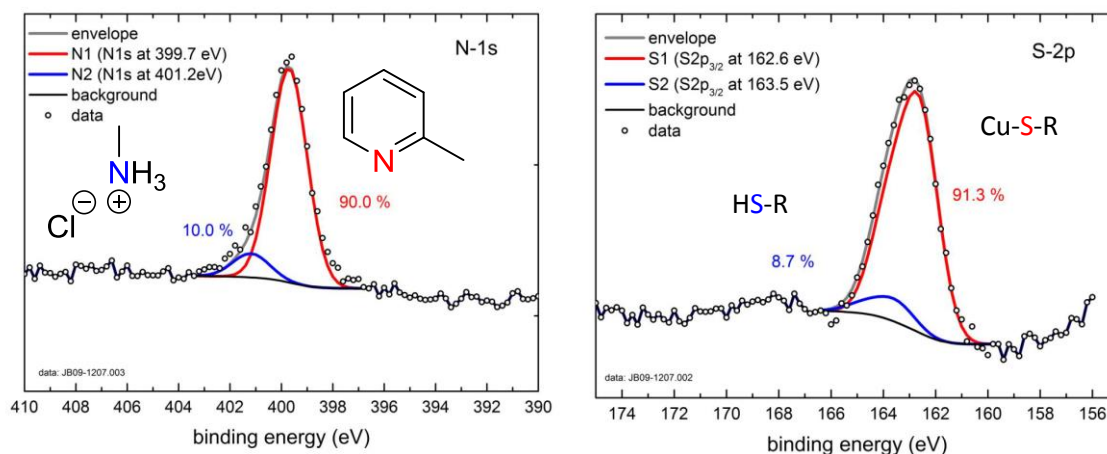 envelope
N1 (N1s at 399.7 eV)
N2 (N1s at 401.2eV)
background
data
N-1s
NH3
+
Cl
−
N
10.0 %
90.0 %
data: JB09-1207.003
410 408 406 404 402 400 398 396 394 392 390
binding energy (eV)
envelope
S1 (S2p3/2 at 162.6 eV)
S2 (S2p3/2 at 163.5 eV)
background
data
S-2p
Cu-S-R
HS-R
91.3 %
8.7 %
data: JB09-1207.002
174 172 170 168 166 164 162 160 158 156
binding energy (eV)